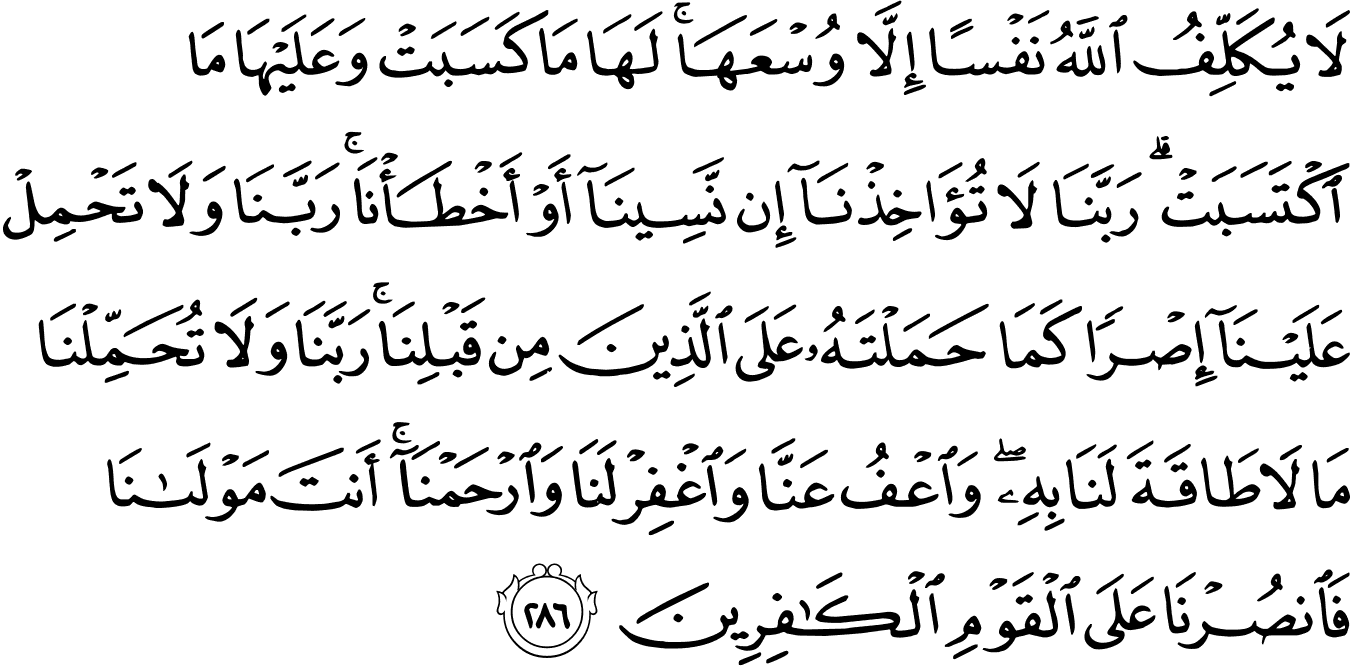 لَا يُكَلِّفُ ٱللَّهُ نَفۡسًا إِلَّا وُسۡعَهَاۚ لَهَا مَا كَسَبَتۡ وَعَلَيۡهَا مَا
ٱكۡتَسَبَتۡۗ رَبَّنَا لَا تُؤَاخِذۡنَآ إِن نَّسِينَآ أَوۡ أَخۡطَأۡنَاۚ رَبَّنَا وَلَا تَحۡمِلۡ
عَلَيۡنَآ إِصۡرًا كَمَا حَمَلۡتَهُۥ عَلَى ٱلَّذِينَ مِن قَبۡلِنَاۚ رَبَّنَا وَلَا تُحَمِّلۡنَا
مَا لَا طَاقَةَ لَنَا بِهِۦۖ وَٱعۡفُ عَنَّا وَٱغۡفِرۡ لَنَا وَٱرۡحَمۡنَآۚ أَنتَ مَوۡلَىٰنَا
فَٱنصُرۡنَا عَلَى ٱلۡقَوۡمِ ٱلۡكَٰفِرِينَ ٢٨٦